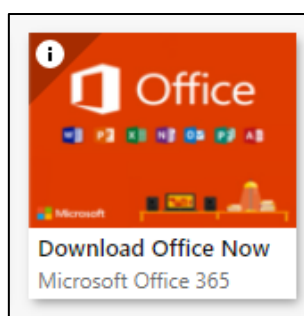 i
Office
W P X N O P A
Microsoft
Download Office Now
Microsoft Office 365